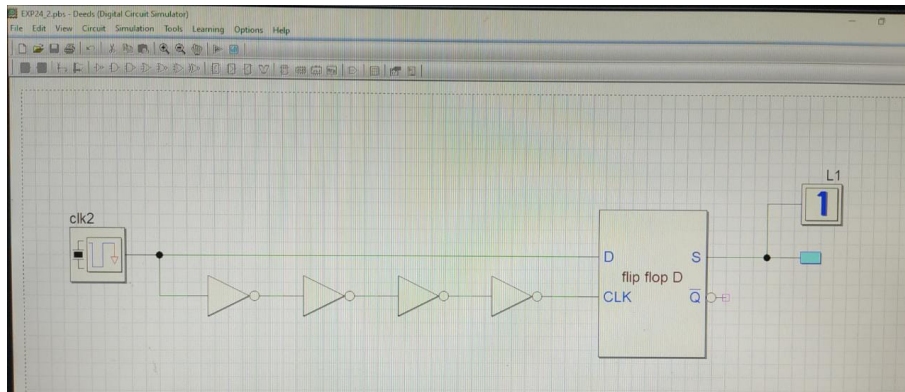 EXP24_2.pbs - Deeds (Digital Circuit Simulator)
File Edit View Circuit Simulation Tools Learning Options Help
L1
1
clk2
D S
flip flop D
CLK Q̅